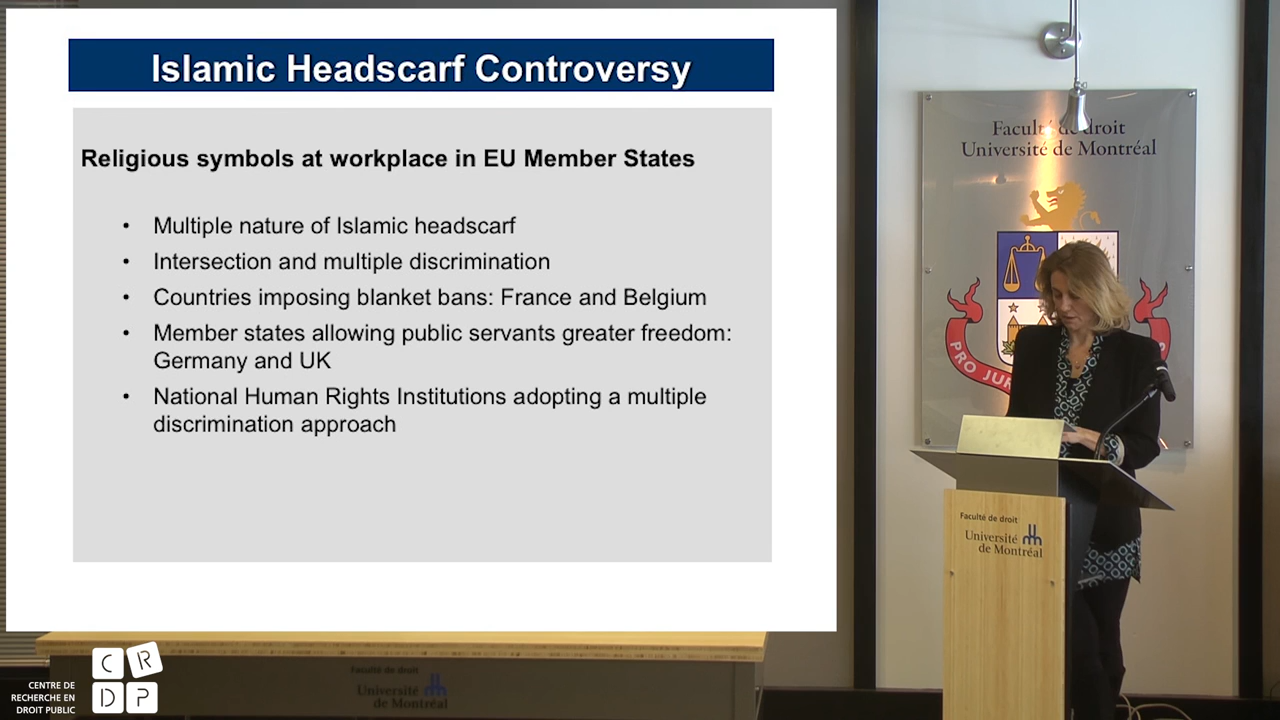 Islamic Headscarf Controversy
Religious symbols at workplace in EU Member States
• Multiple nature of Islamic headscarf
• Intersection and multiple discrimination
• Countries imposing blanket bans: France and Belgium
• Member states allowing public servants greater freedom:
Germany and UK
• National Human Rights Institutions adopting a multiple
discrimination approach
Faculté de droit
Université de Montréal
PRO JUR
Faculté de droit
Université
de Montréal
Faculté de droit
Université
de Montréal
CRDP
CENTRE DE
RECHERCHE EN
DROIT PUBLIC